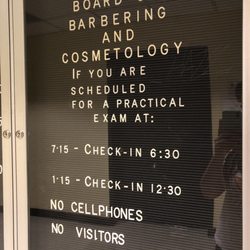 BOARD O
BARBERING
AND
COSMETOLOGY
IF YOU ARE
SCHEDULED
FOR A PRACTICAL
EXAM AT:
7:15 - CHECK-IN 6:30
1:15 - CHECK-IN 12:30
NO CELLPHONES
NO VISITORS